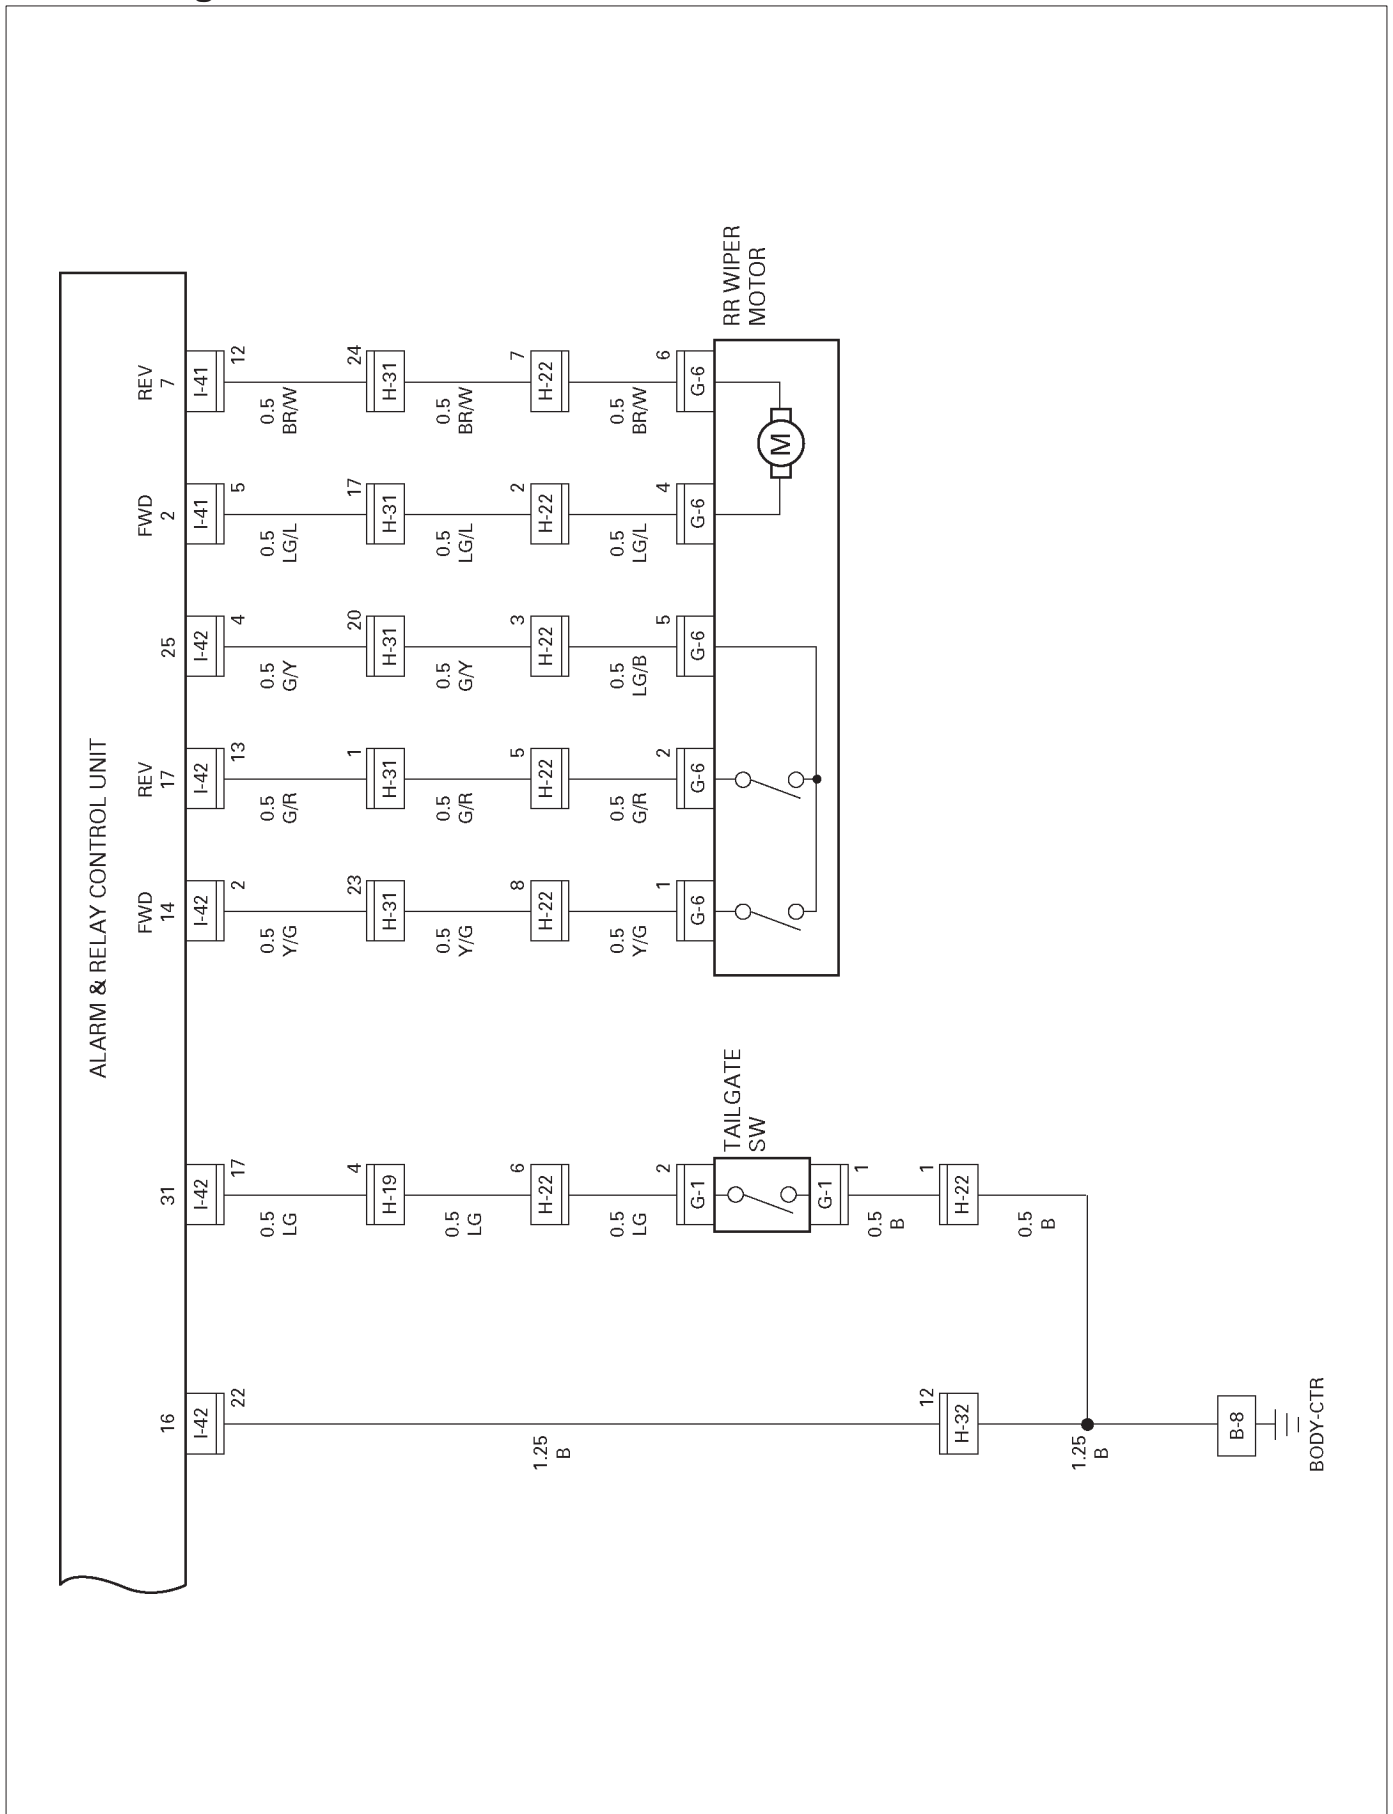 ALARM & RELAY CONTROL UNIT
FWD
REV
FWD
REV
16
31
14
17
25
2
7
I-42
I-42
I-42
I-42
I-42
I-41
I-41
22
17
2
13
4
5
12
0.5
LG
0.5
Y/G
0.5
G/R
0.5
G/Y
0.5
LG/L
0.5
BR/W
4
23
1
20
17
24
H-19
H-31
H-31
H-31
H-31
H-31
0.5
LG
0.5
Y/G
0.5
G/R
0.5
G/Y
0.5
LG/L
0.5
BR/W
1.25
B
6
8
5
3
2
7
H-22
H-22
H-22
H-22
H-22
H-22
0.5
LG
0.5
Y/G
0.5
G/R
0.5
LG/B
0.5
LG/L
0.5
BR/W
2
1
2
5
4
6
G-1
G-6
G-6
G-6
G-6
G-6
TAILGATE
SW
RR WIPER
MOTOR
M
G-1
1
0.5
B
12
1
H-32
H-22
0.5
B
1.25
B
B-8
BODY-CTR